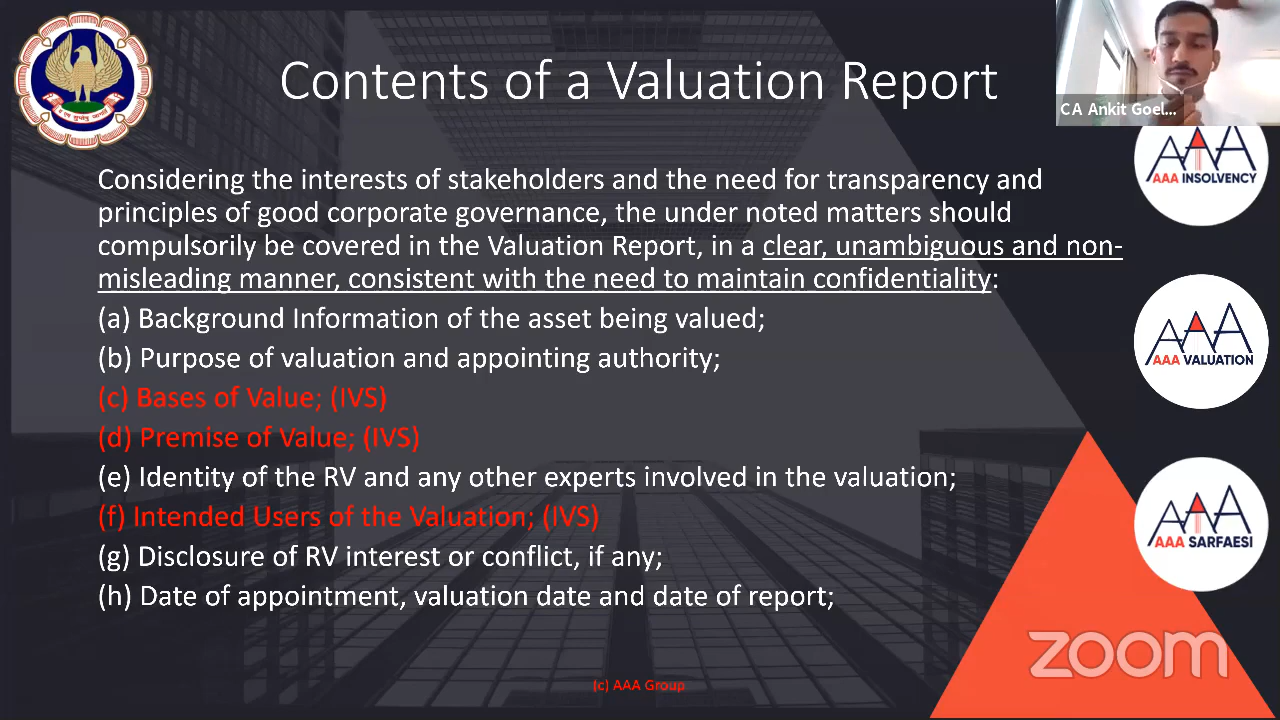 Contents of a Valuation Report
CA Ankit Goel...
Considering the interests of stakeholders and the need for transparency and
principles of good corporate governance, the under noted matters should
compulsorily be covered in the Valuation Report, in a clear, unambiguous and non-
misleading manner, consistent with the need to maintain confidentiality:
(a) Background Information of the asset being valued;
(b) Purpose of valuation and appointing authority;
(c) Bases of Value; (IVS)
(d) Premise of Value; (IVS)
(e) Identity of the RV and any other experts involved in the valuation;
(f) Intended Users of the Valuation; (IVS)
(g) Disclosure of RV interest or conflict, if any;
(h) Date of appointment, valuation date and date of report;
AAA
AAA INSOLVENCY
AAA
AAA VALUATION
AAA
AAA SARFAESI
zoom
(c) AAA Group